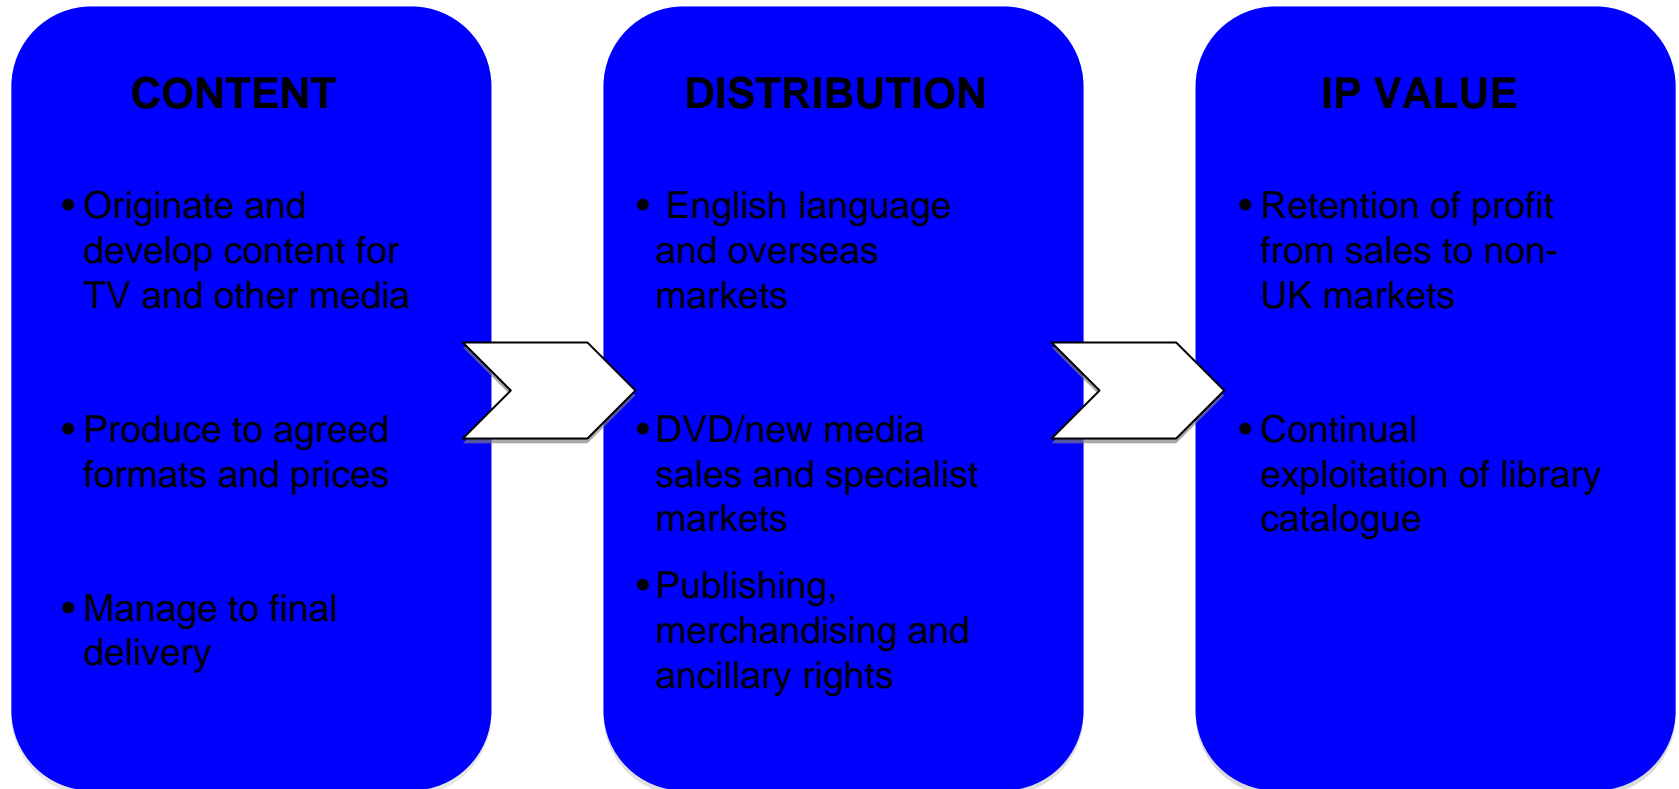 CONTENT
• Originate and
develop content for
TV and other media
• Produce to agreed
formats and prices
• Manage to final
delivery
DISTRIBUTION
• English language
and overseas
markets
• DVD/new media
sales and specialist
markets
• Publishing,
merchandising and
ancillary rights
IP VALUE
• Retention of profit
from sales to non-
UK markets
• Continual
exploitation of library
catalogue